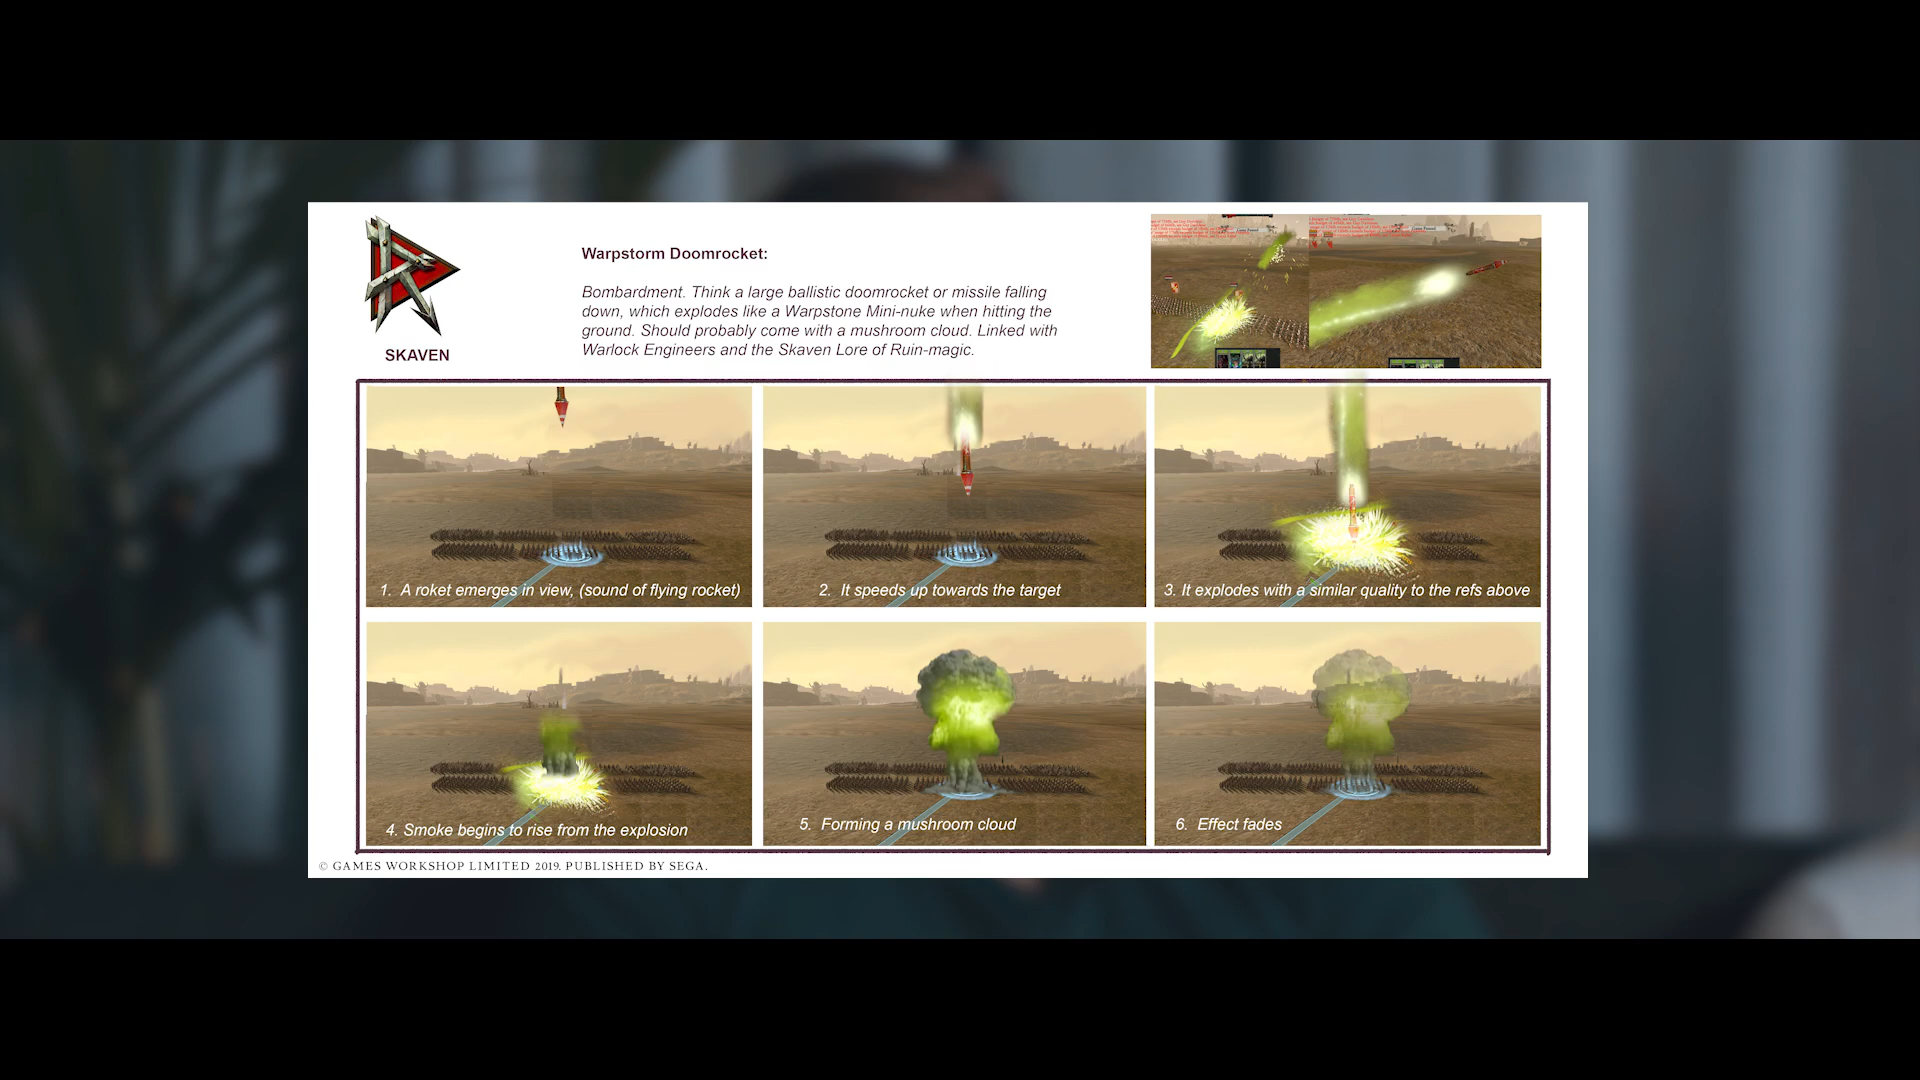 Warpstorm Doomrocket:
Bombardment. Think a large ballistic doomrocket or missile falling
down, which explodes like a Warpstone Mini-nuke when hitting the
ground. Should probably come with a mushroom cloud. Linked with
Warlock Engineers and the Skaven Lore of Ruin-magic.
SKAVEN
1. A roket emerges in view, (sound of flying rocket)
2. It speeds up towards the target
3. It explodes with a similar quality to the refs above
4. Smoke begins to rise from the explosion
5. Forming a mushroom cloud
6. Effect fades
© GAMES WORKSHOP LIMITED 2019. PUBLISHED BY SEGA.